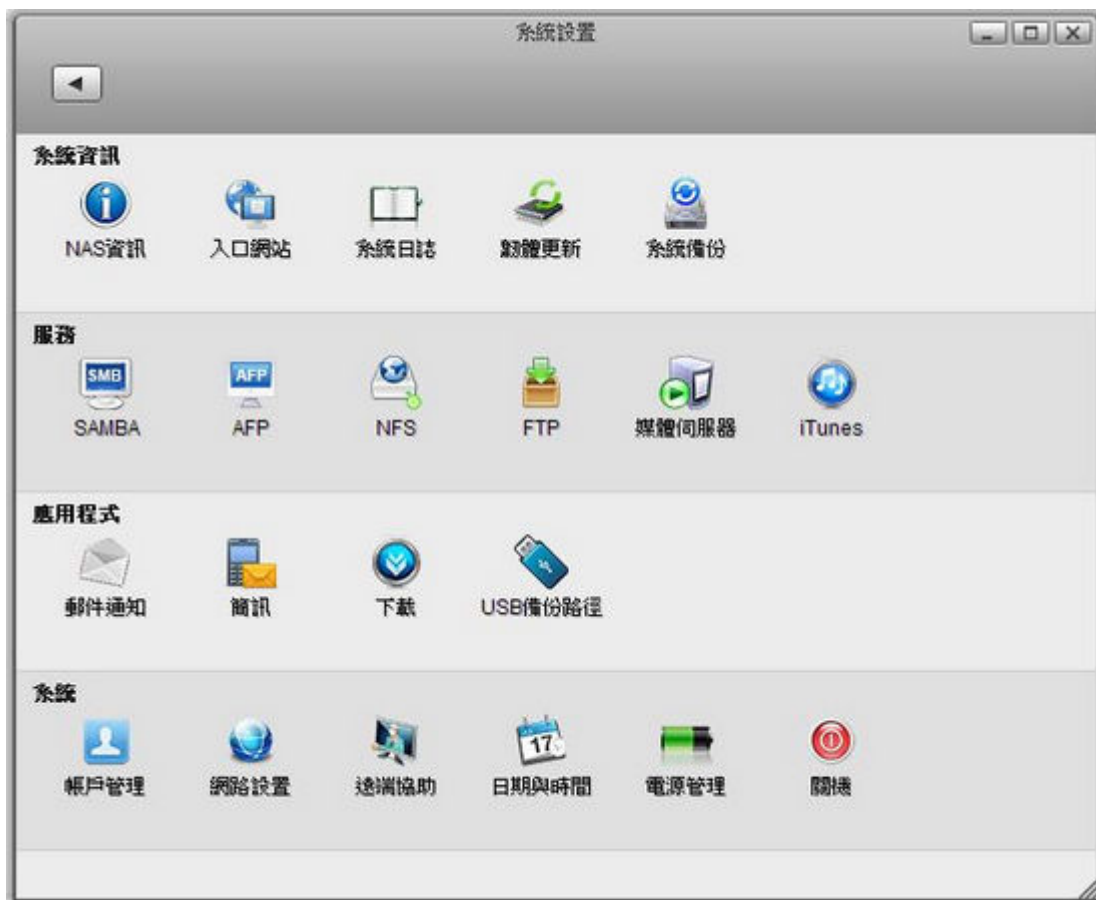 系統設置
系統資訊
NAS資訊 入口網站 系統日誌 韌體更新 系統備份
服務
SMB AFP
SAMBA AFP NFS FTP 媒體伺服器 iTunes
應用程式
郵件通知 簡訊 下載 USB備份路徑
系統
17
帳戶管理 網路設置 遠端協助 日期與時間 電源管理 關機